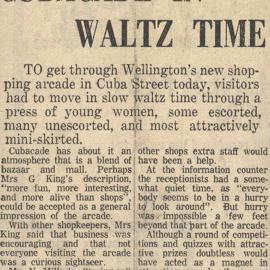 CUBACADE IN
WALTZ TIME
TO get through Wellington's new shop-
ping arcade in Cuba Street today, visitors
had to move in slow waltz time through a
press of young women, some escorted,
many unescorted, and most attractively
mini-skirted.
Cubacade has about it an
atmosphere that is a blend of
bazaar and mall. Perhaps
Mrs G King's description,
"more fun, more interesting,
and more alive than shops",
could be accepted as a general
impression of the arcade.
With other shopkeepers, Mrs
King said that business was
encouraging and that not
everyone visiting the arcade
was a curious sightseer.
other shops extra staff would
have been a help.
At the information counter
the receptionists had a some-
what quiet time, as "every-
body seems to be in a hurry
to look around". But hurry
was impossible a few feet
beyond that part of the arcade.
Although a round of com-
petitions and quizzes with attrac-
tive prizes doubtless would
have acted as a magnet in